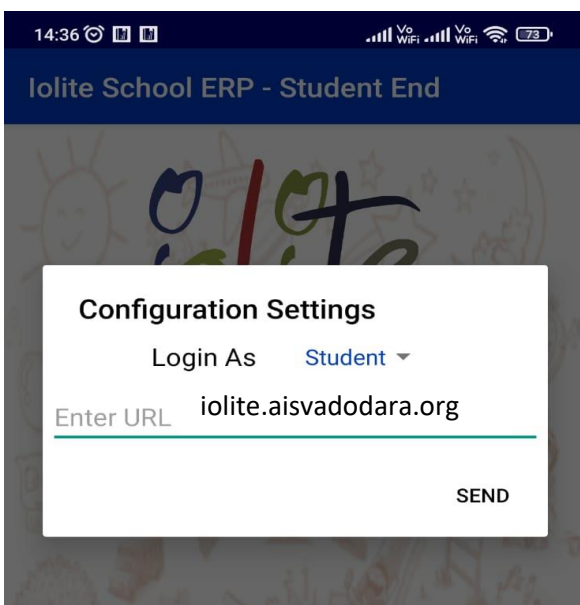 14:36
Vo WiFi Vo WiFi 73
Iolite School ERP - Student End
iolite
Configuration Settings
Login As Student
Enter URL iolite.aisvadodara.org
SEND